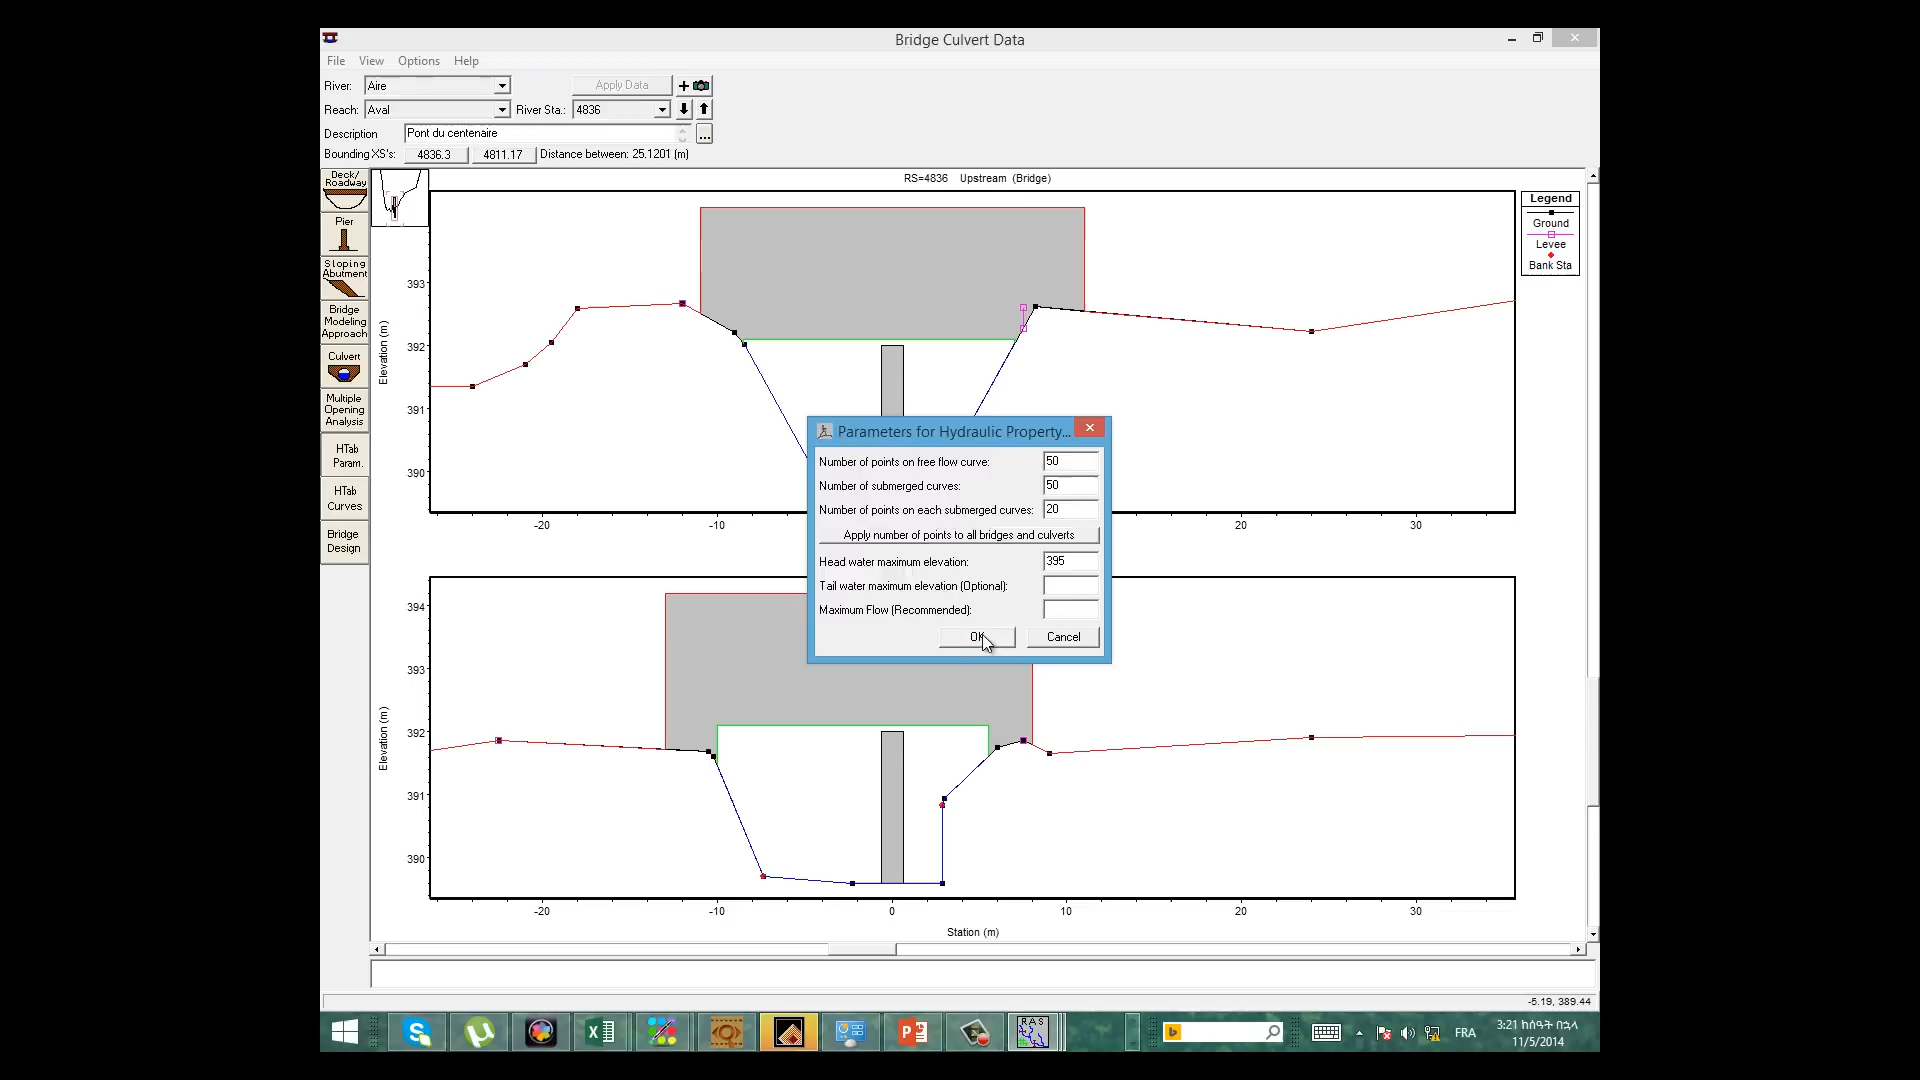 Bridge Culvert Data
File View Options Help
River: Aire Apply Data
Reach: Aval River Sta.: 4836
Description Pont du centenaire ...
Bounding XS's: 4836.3 4811.17 Distance between: 25.1201 (m)
Deck/
Roadway
Pier
Sloping
Abutment
Bridge
Modeling
Approach
Culvert
Multiple
Opening
Analysis
HTab
Param.
HTab
Curves
Bridge
Design
RS=4836 Upstream (Bridge)
Legend
Ground
Levee
Bank Sta
Elevation (m)
393
392
391
390
-20 -10 20 30
Parameters for Hydraulic Property...
Number of points on free flow curve: 50
Number of submerged curves: 50
Number of points on each submerged curves: 20
Apply number of points to all bridges and culverts
Head water maximum elevation: 395
Tail water maximum elevation (Optional):
Maximum Flow (Recommended):
OK Cancel
Elevation (m)
394
393
392
391
390
-20 -10 0 10 20 30
Station (m)
-5.19, 389.44
RAS
FRA
3:21 ከሰዓት በኋላ
11/5/2014